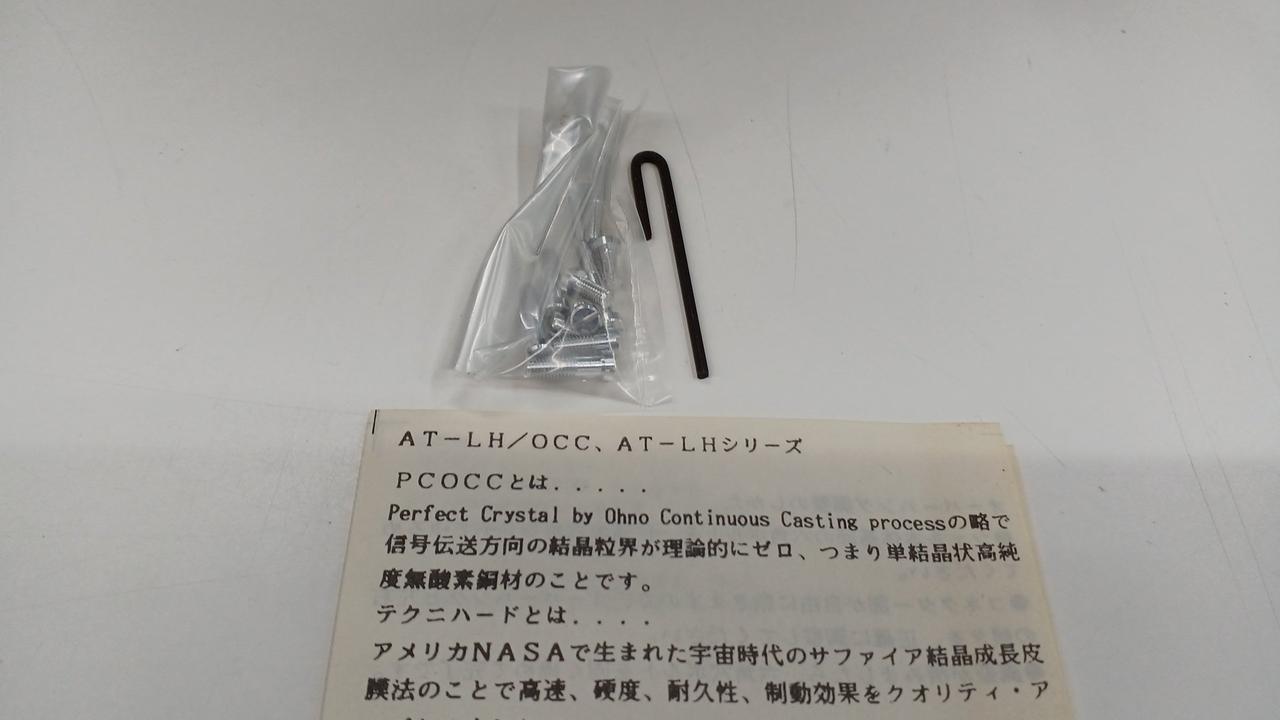 AT－LH／OCC、AT－LHシリーズ
PCOCCとは．．．．．
Perfect Crystal by Ohno Continuous Casting processの略で
信号伝送方向の結晶粒界が理論的にゼロ、つまり単結晶状高純
度無酸素銅材のことです。
テクニハードとは．．．．
アメリカNASAで生まれた宇宙時代のサファイア結晶成長皮
膜法のことで高速、硬度、耐久性、制動効果をクオリティ・ア